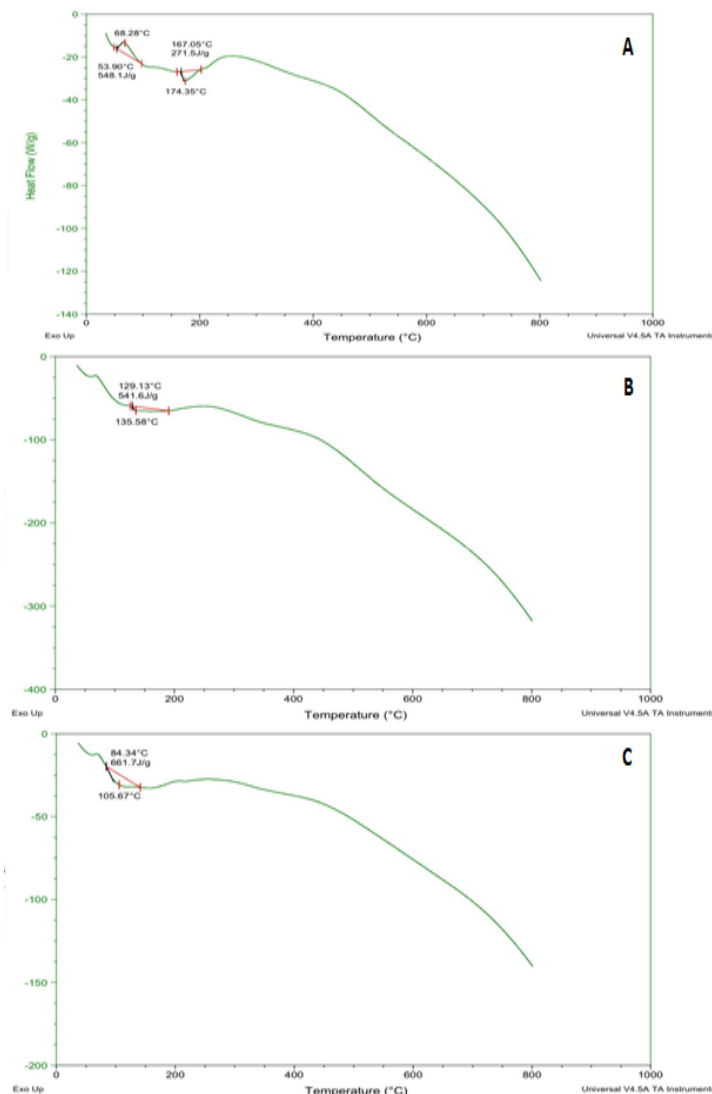 A
68.28°C
167.05°C
271.5J/g
53.90°C
548.1J/g
174.35°C
Heat Flow (W/g)
0
-20
-40
-60
-80
-100
-120
-140
0 200 400 600 800 1000
Exo Up Temperature (°C) Universal V4.5A TA Instruments
B
129.13°C
541.6J/g
135.58°C
0
-100
-200
-300
-400
0 200 400 600 800 1000
Exo Up Temperature (°C) Universal V4.5A TA Instruments
C
84.34°C
661.7J/g
105.67°C
0
-50
-100
-150
-200
0 200 400 600 800 1000
Exo Up Temperature (°C) Universal V4.5A TA Instruments